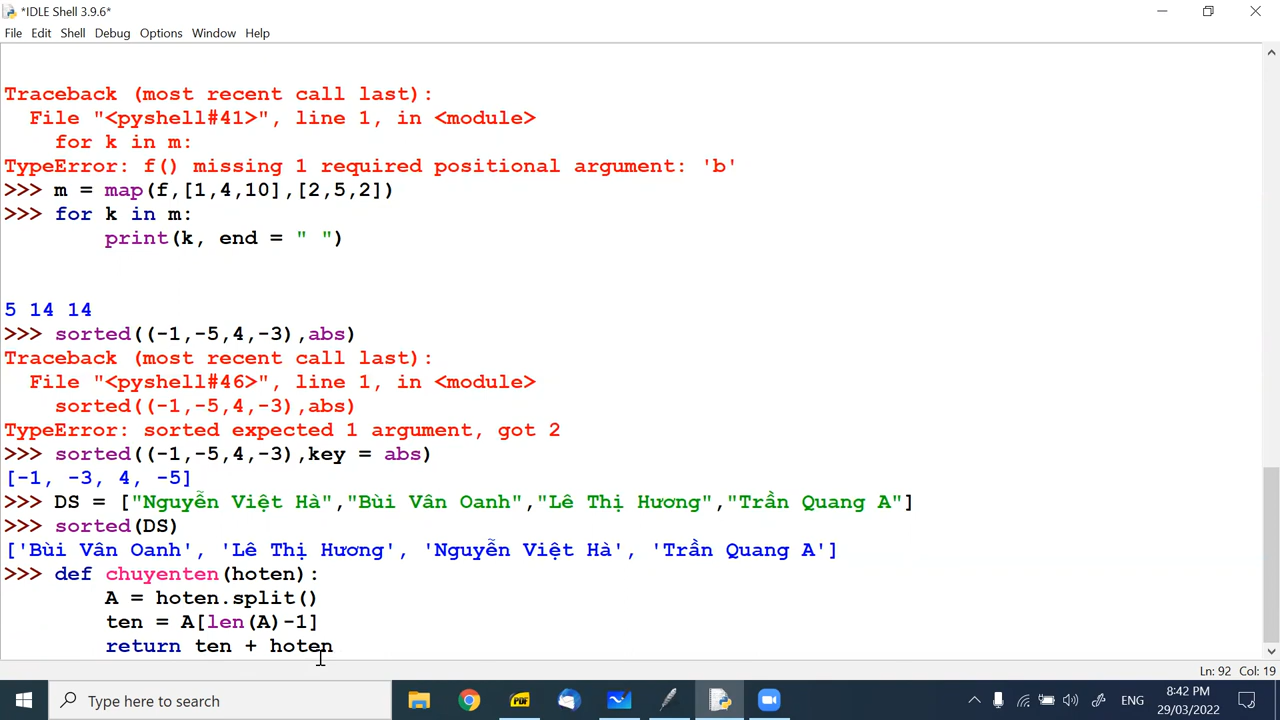 *IDLE Shell 3.9.6*
File Edit Shell Debug Options Window Help
Traceback (most recent call last):
  File "<pyshell#41>", line 1, in <module>
    for k in m:
TypeError: f() missing 1 required positional argument: 'b'
>>> m = map(f,[1,4,10],[2,5,2])
>>> for k in m:
        print(k, end = " ")
5 14 14
>>> sorted((-1,-5,4,-3),abs)
Traceback (most recent call last):
  File "<pyshell#46>", line 1, in <module>
    sorted((-1,-5,4,-3),abs)
TypeError: sorted expected 1 argument, got 2
>>> sorted((-1,-5,4,-3),key = abs)
[-1, -3, 4, -5]
>>> DS = ["Nguyễn Việt Hà","Bùi Vân Oanh","Lê Thị Hương","Trần Quang A"]
>>> sorted(DS)
['Bùi Vân Oanh', 'Lê Thị Hương', 'Nguyễn Việt Hà', 'Trần Quang A']
>>> def chuyenten(hoten):
        A = hoten.split()
        ten = A[len(A)-1]
        return ten + hoten
Ln: 92 Col: 19
Type here to search
PDF
ENG
8:42 PM
29/03/2022